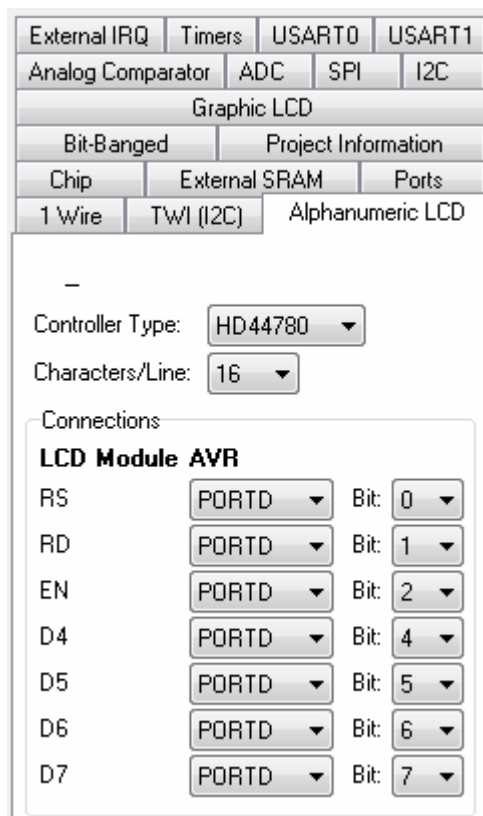 External IRQ Timers USART0 USART1
Analog Comparator ADC SPI I2C
Graphic LCD
Bit-Banged Project Information
Chip External SRAM Ports
1 Wire TWI (I2C) Alphanumeric LCD
Controller Type: HD44780
Characters/Line: 16
Connections
LCD Module AVR
RS PORTD Bit: 0
RD PORTD Bit: 1
EN PORTD Bit: 2
D4 PORTD Bit: 4
D5 PORTD Bit: 5
D6 PORTD Bit: 6
D7 PORTD Bit: 7